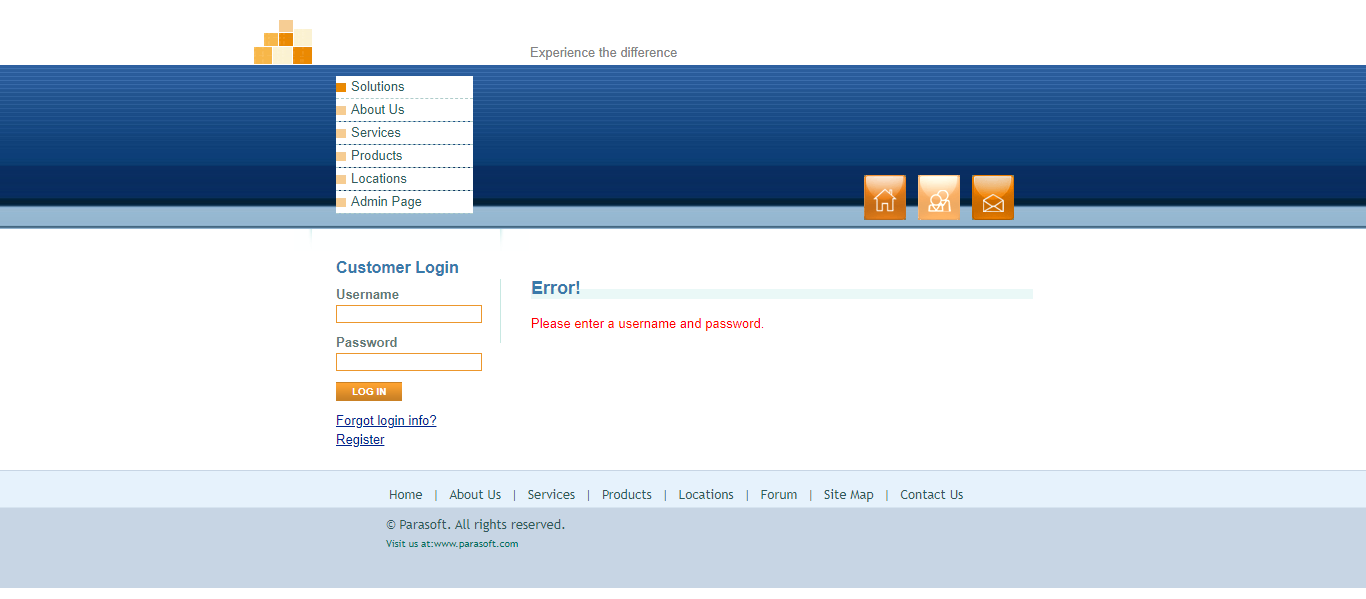 Experience the difference
Solutions
About Us
Services
Products
Locations
Admin Page
Customer Login
Username
Password
LOG IN
Forgot login info?
Register
Error!
Please enter a username and password.
Home | About Us | Services | Products | Locations | Forum | Site Map | Contact Us
© Parasoft. All rights reserved.
Visit us at:www.parasoft.com